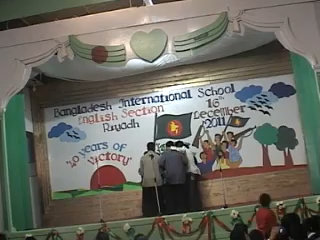 Bangladesh International School
English Section
Riyadh
16th
December
2011
40 years of
Victory